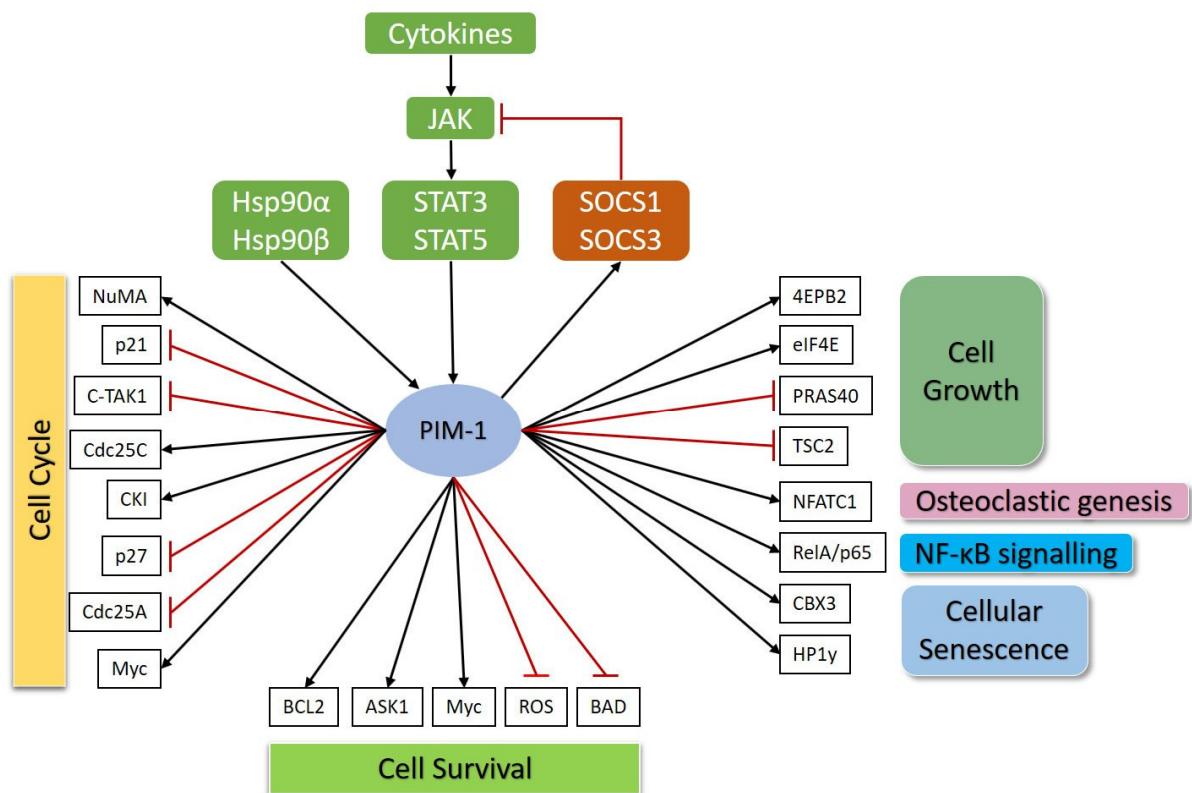 Cytokines
JAK
Hsp90α
Hsp90β
STAT3
STAT5
SOCS1
SOCS3
PIM-1
Cell Cycle
NuMA
p21
C-TAK1
Cdc25C
CKI
p27
Cdc25A
Myc
BCL2
ASK1
Myc
ROS
BAD
Cell Survival
4EPB2
eIF4E
PRAS40
TSC2
NFATC1
RelA/p65
CBX3
HP1y
Cell
Growth
Osteoclastic genesis
NF-κB signalling
Cellular
Senescence